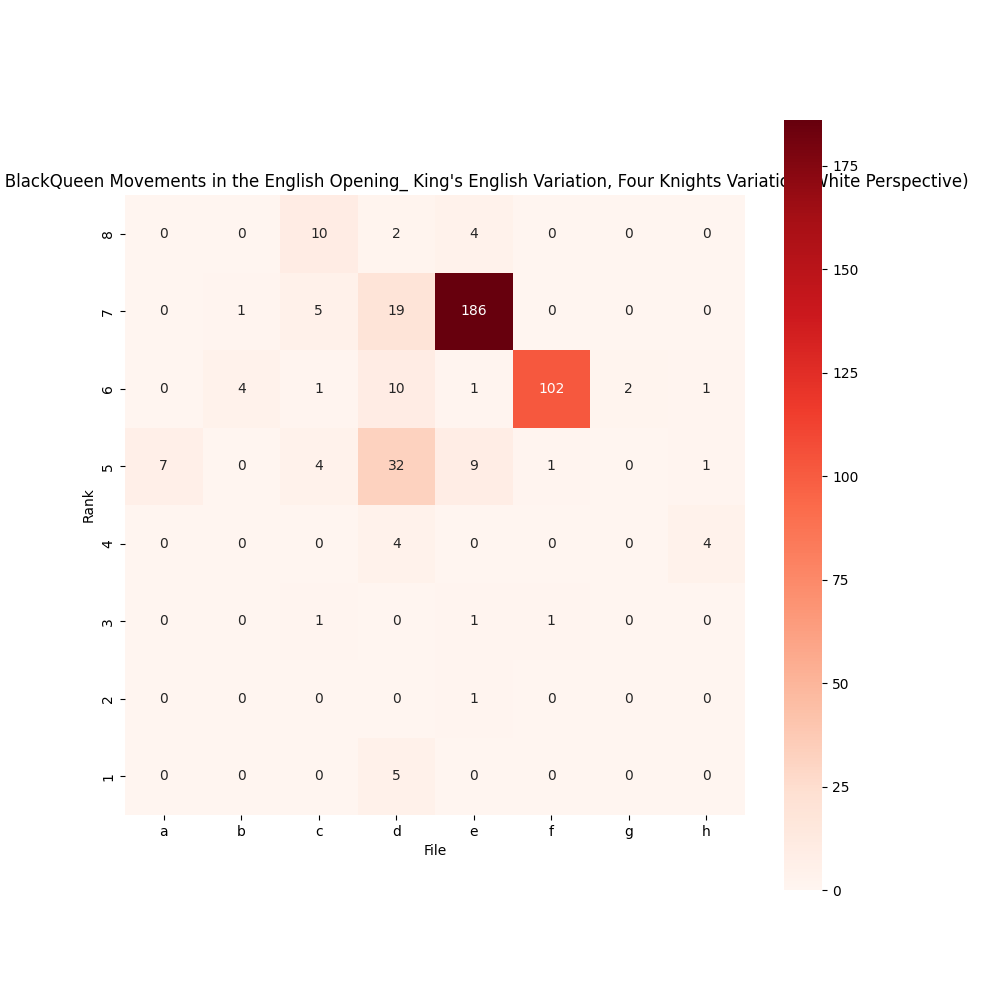 BlackQueen Movements in the English Opening_ King's English Variation, Four Knights Variatio White Perspective)
175
150
125
100
75
50
25
0
Rank
8 0 0 10 2 4 0 0 0
7 0 1 5 19 186 0 0 0
6 0 4 1 10 1 102 2 1
5 7 0 4 32 9 1 0 1
4 0 0 0 4 0 0 0 4
3 0 0 1 0 1 1 0 0
2 0 0 0 0 1 0 0 0
1 0 0 0 5 0 0 0 0
a b c d e f g h
File